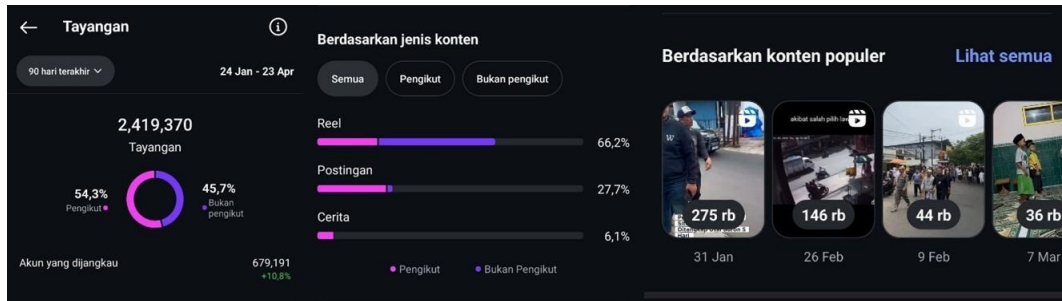 Tayangan
90 hari terakhir
24 Jan - 23 Apr
2,419,370
Tayangan
54,3%
Pengikut
45,7%
Bukan
pengikut
Akun yang dijangkau
679,191
+10,8%
Berdasarkan jenis konten
Semua
Pengikut
Bukan pengikut
Reel
66,2%
Postingan
27,7%
Cerita
6,1%
Pengikut
Bukan Pengikut
Berdasarkan konten populer
Lihat semua
akibat salah pilih
275 rb
146 rb
44 rb
36 rb
31 Jan
26 Feb
9 Feb
7 Mar